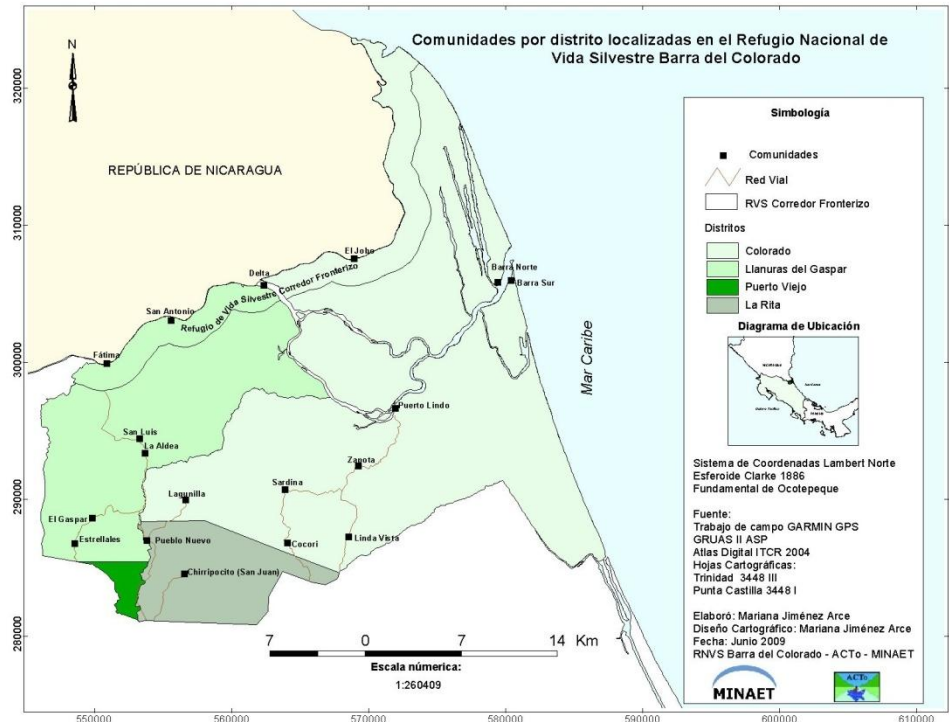 Comunidades por distrito localizadas en el Refugio Nacional de
Vida Silvestre Barra del Colorado
N
REPÚBLICA DE NICARAGUA
Mar Caribe
El Jobo
Delta
Refugio de Vida Silvestre Corredor Fronterizo
San Antonio
Fátima
Barra Norte
Barra Sur
Puerto Lindo
San Luis
La Aldea
Zapota
Sardina
Lagunilla
El Gaspar
Estrellales
Pueblo Nuevo
Cocori
Linda Vista
Chirripocito (San Juan)
7 0 7 14 Km
Escala númerica:
1:260409
320000
310000
300000
290000
280000
550000 560000 570000 580000 590000 600000 610000
Simbología
Comunidades
Red Vial
RVS Corredor Fronterizo
Distritos
Colorado
Llanuras del Gaspar
Puerto Viejo
La Rita
Diagrama de Ubicación
Sistema de Coordenadas Lambert Norte
Esferoide Clarke 1886
Fundamental de Ocotepeque
Fuente:
Trabajo de campo GARMIN GPS
GRUAS II ASP
Atlas Digital ITCR 2004
Hojas Cartográficas:
Trinidad 3448 III
Punta Castilla 3448 I
Elaboró: Mariana Jiménez Arce
Diseño Cartográfico: Mariana Jiménez Arce
Fecha: Junio 2009
RNVS Barra del Colorado - ACTo - MINAET
MINAET
ACTo